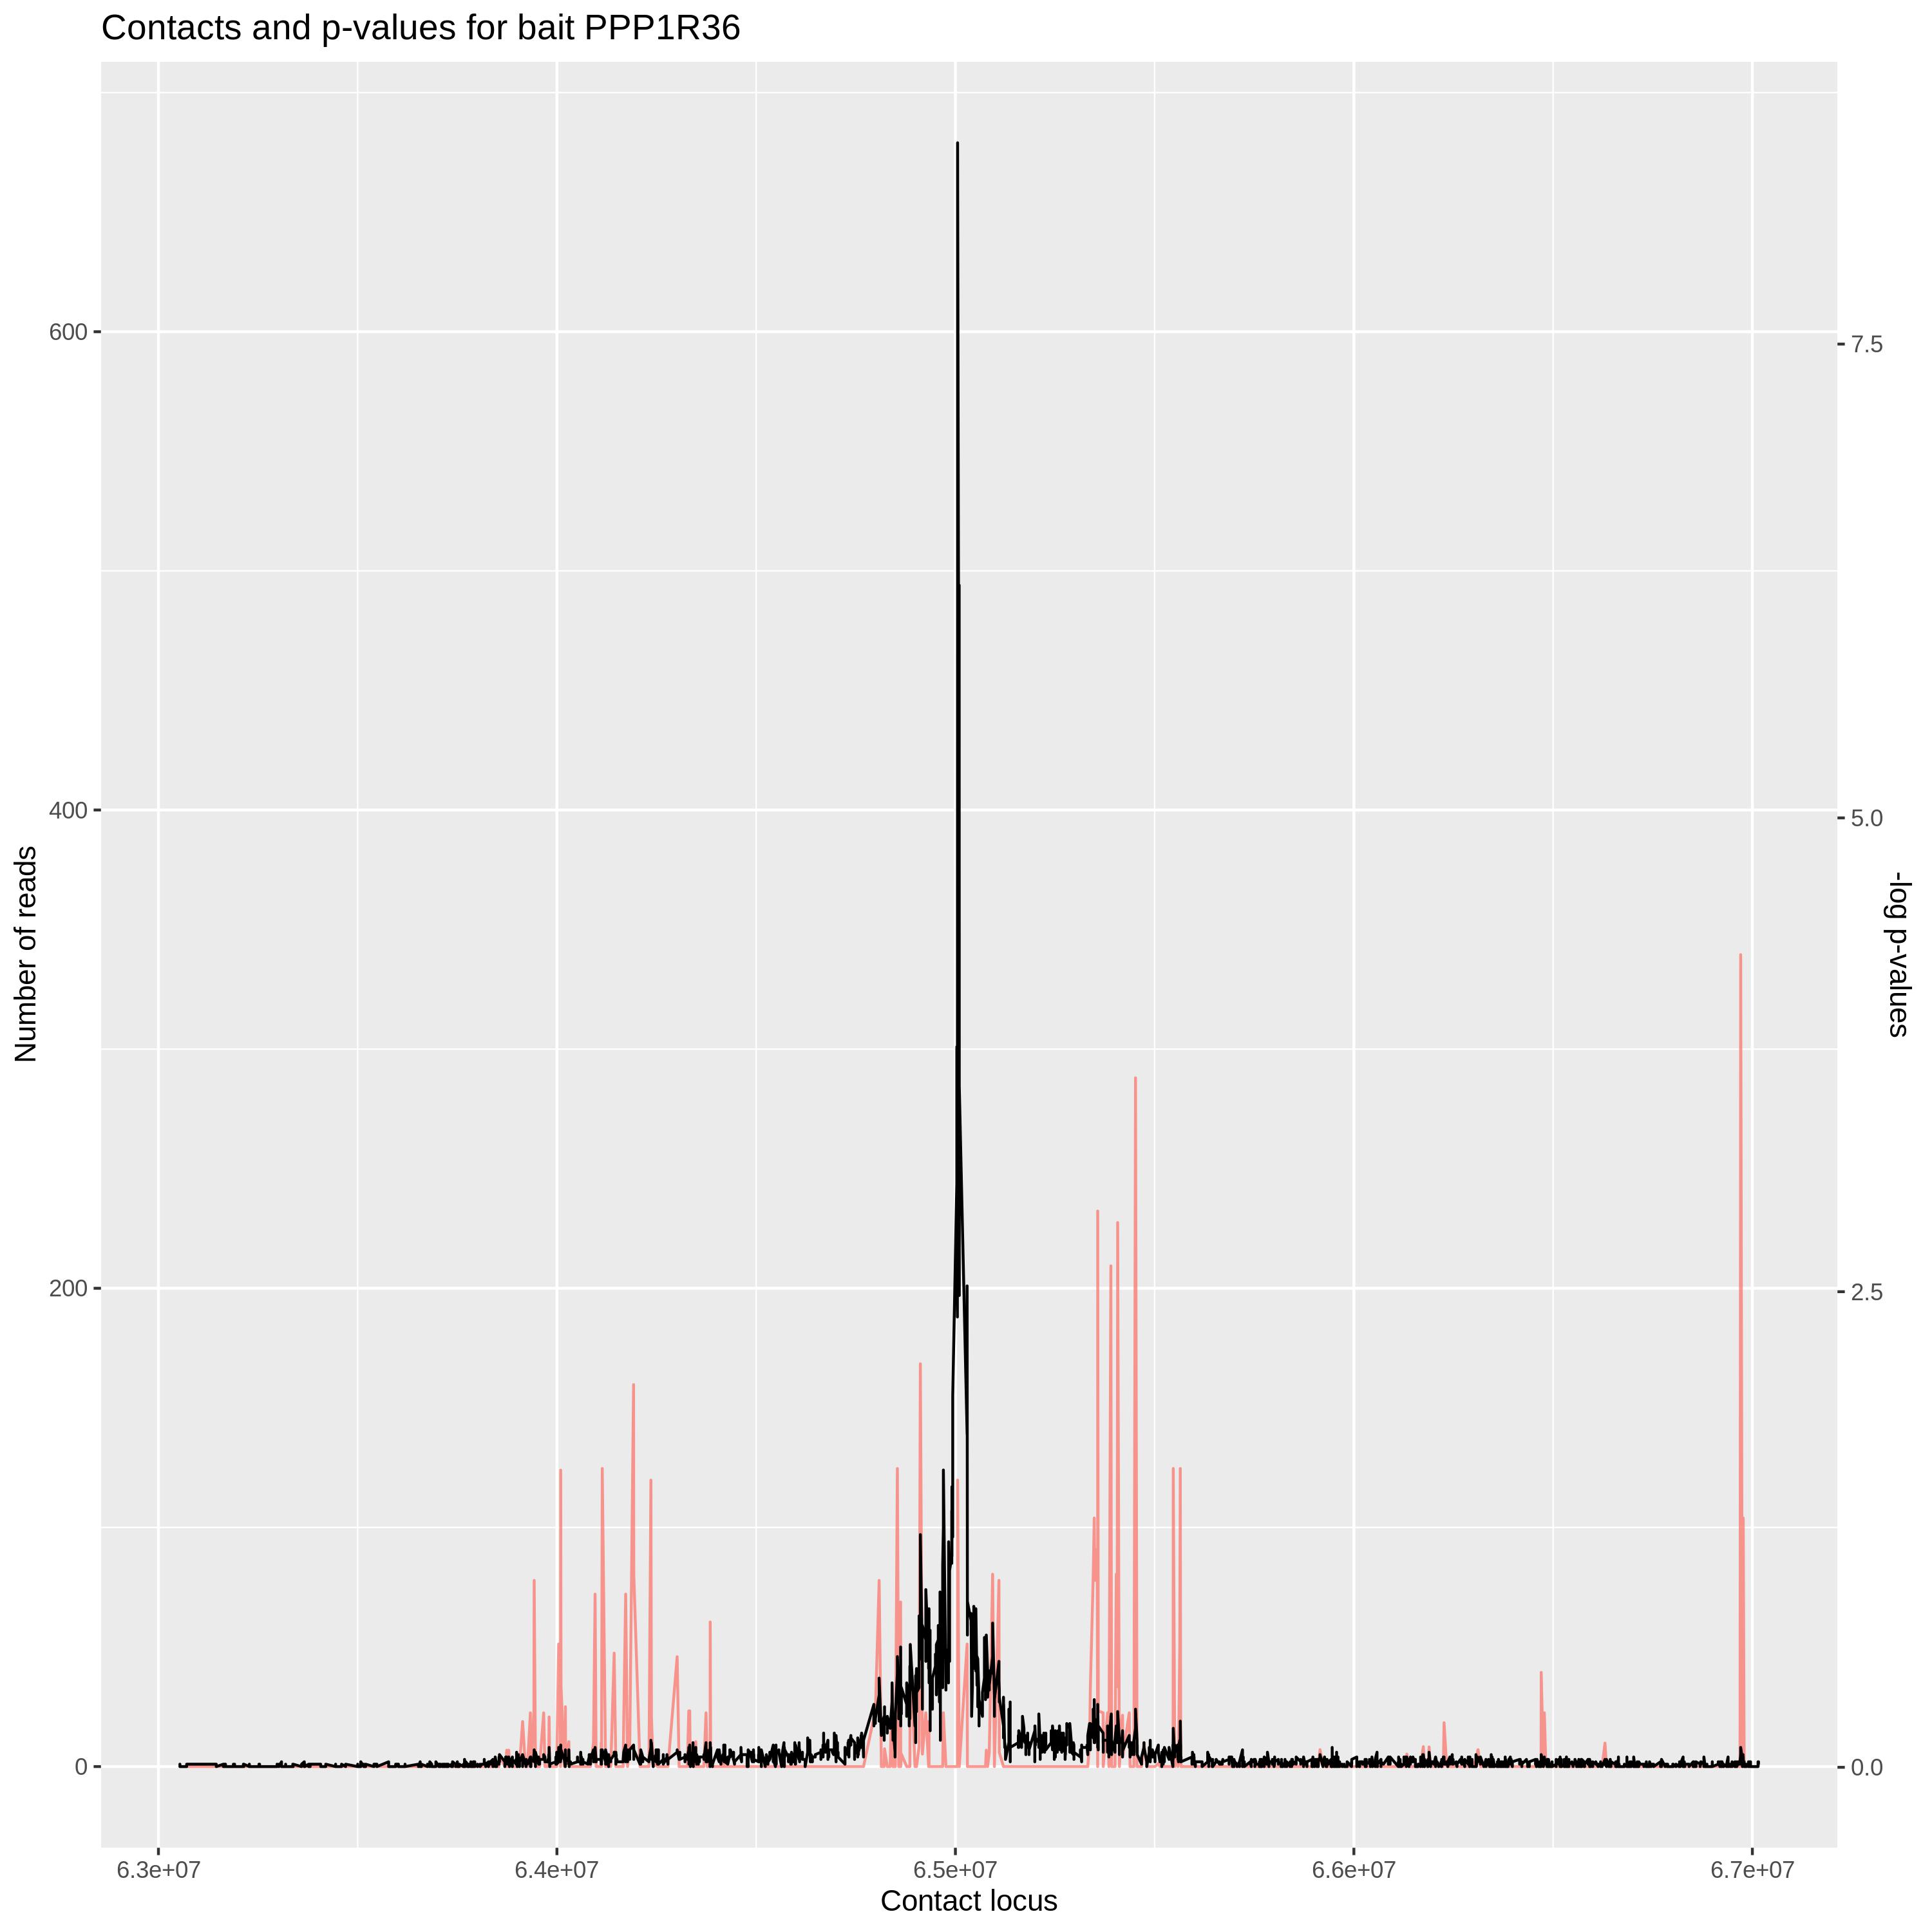 Contacts and p-values for bait PPP1R36
600
400
200
0
7.5
5.0
2.5
0.0
Number of reads
-log p-values
6.3e+07
6.4e+07
6.5e+07
6.6e+07
6.7e+07
Contact locus